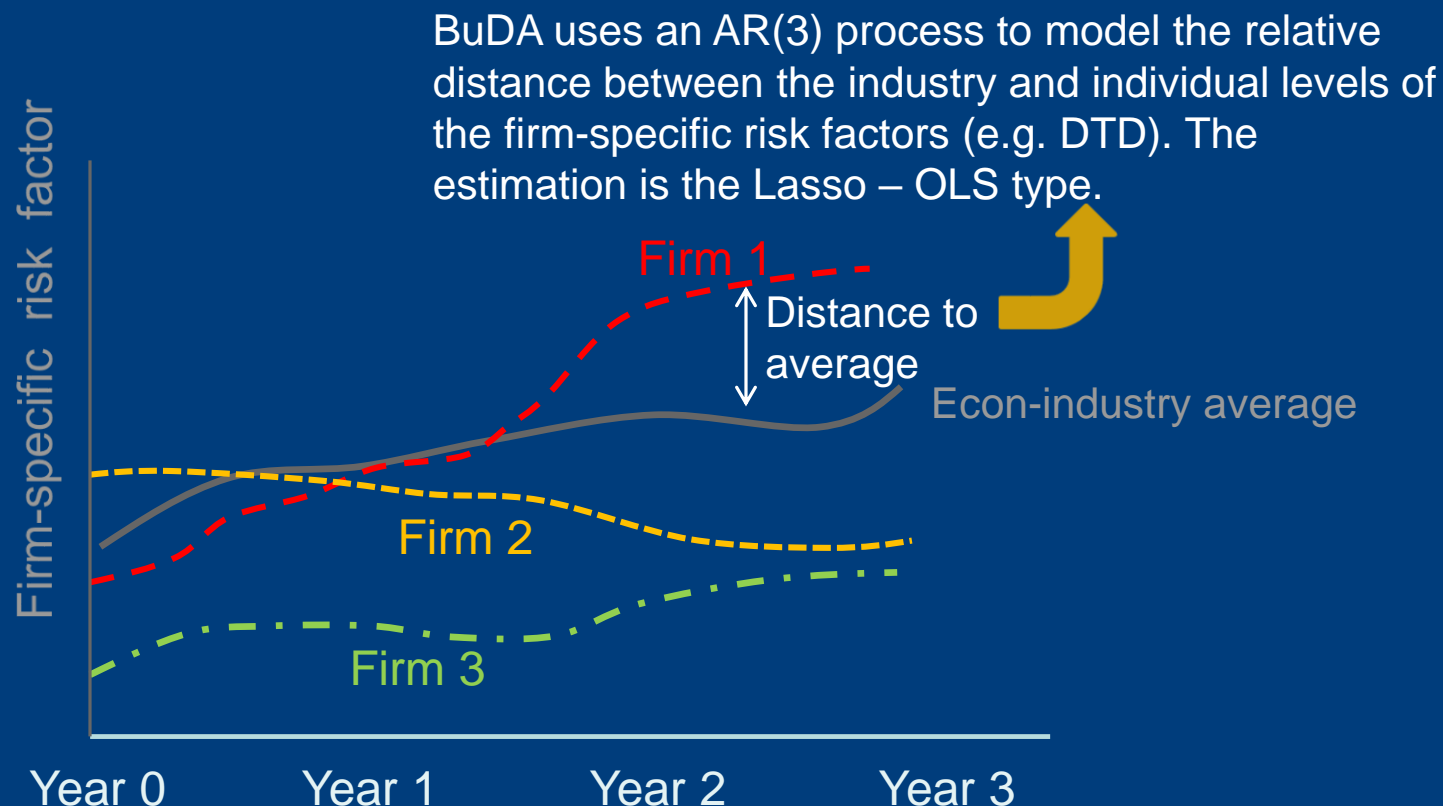 BuDA uses an AR(3) process to model the relative
distance between the industry and individual levels of
the firm-specific risk factors (e.g. DTD). The
estimation is the Lasso – OLS type.
Firm-specific risk factor
Firm 1
Distance to
average
Econ-industry average
Firm 2
Firm 3
Year 0
Year 1
Year 2
Year 3